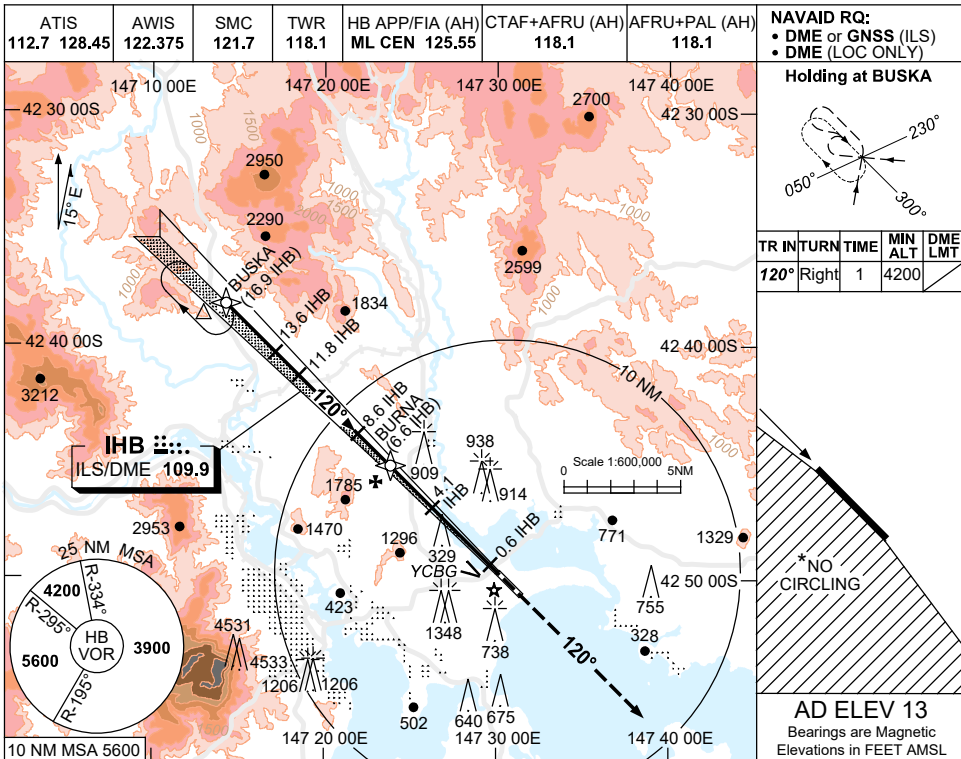 ATIS
112.7 128.45
AWIS
122.375
SMC
121.7
TWR
118.1
HB APP/FIA (AH)
ML CEN 125.55
CTAF+AFRU (AH)
118.1
AFRU+PAL (AH)
118.1
NAVAID RQ:
• DME or GNSS (ILS)
• DME (LOC ONLY)
Holding at BUSKA
230°
050°
300°
TR IN TURN TIME MIN ALT DME LMT
120° Right 1 4200
*NO
CIRCLING
AD ELEV 13
Bearings are Magnetic
Elevations in FEET AMSL
147 10 00E
147 20 00E
147 30 00E
147 40 00E
42 30 00S
42 30 00S
1000
1500
2700
15° E
2950
1000
1500
2000
1000
2290
2599
BUSKA
(16.9 IHB)
1000
1834
1000
13.6 IHB
11.8 IHB
42 40 00S
42 40 00S
3212
10 NM
120°
8.6 IHB
BURNA
(6.6 IHB)
1000
IHB
ILS/DME 109.9
909
938
914
Scale 1:600,000
0
5NM
1785
4.1
IHB
2953
1470
771
1329
1296
329
0.6 IHB
YCBG
42 50 00S
25 NM MSA
R-334°
4200
R-295°
HB
VOR
3900
5600
R-195°
423
1348
738
755
328
4531
4533
120°
1206
1206
502
640
675
1500
10 NM MSA 5600
147 20 00E
147 30 00E
147 40 00E